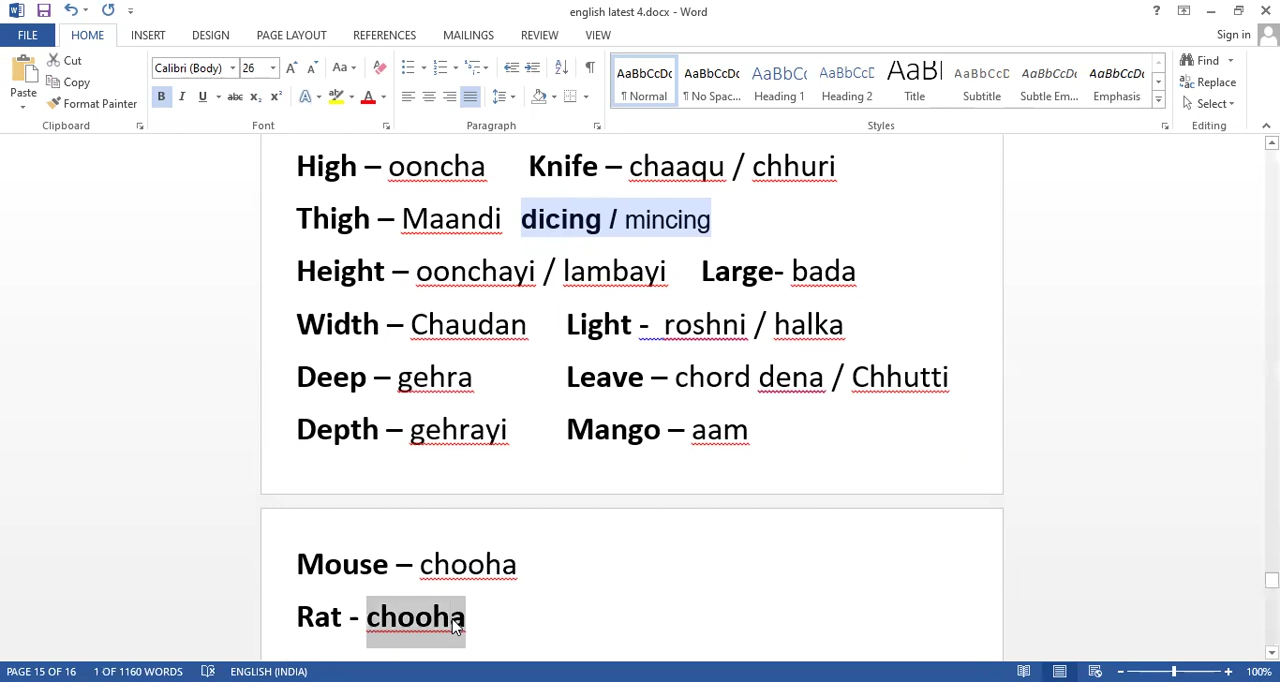 english latest 4.docx - Word
FILE HOME INSERT DESIGN PAGE LAYOUT REFERENCES MAILINGS REVIEW VIEW Sign in
Paste Cut Copy Format Painter
Calibri (Body) 26
AaBbCcDc AaBbCcDc AaBbCc AaBbCcC AaBl AaBbCcD AaBbCcDc AaBbCcDc
¶ Normal ¶ No Spac... Heading 1 Heading 2 Title Subtitle Subtle Em... Emphasis
Find Replace Select
Clipboard Font Paragraph Styles Editing
High – ooncha Knife – chaaqu / chhuri
Thigh – Maandi dicing / mincing
Height – oonchayi / lambayi Large- bada
Width – Chaudan Light - roshni / halka
Deep – gehra Leave – chord dena / Chhutti
Depth – gehrayi Mango – aam
Mouse – chooha
Rat - chooha
PAGE 15 OF 16 1 OF 1160 WORDS ENGLISH (INDIA) 100%